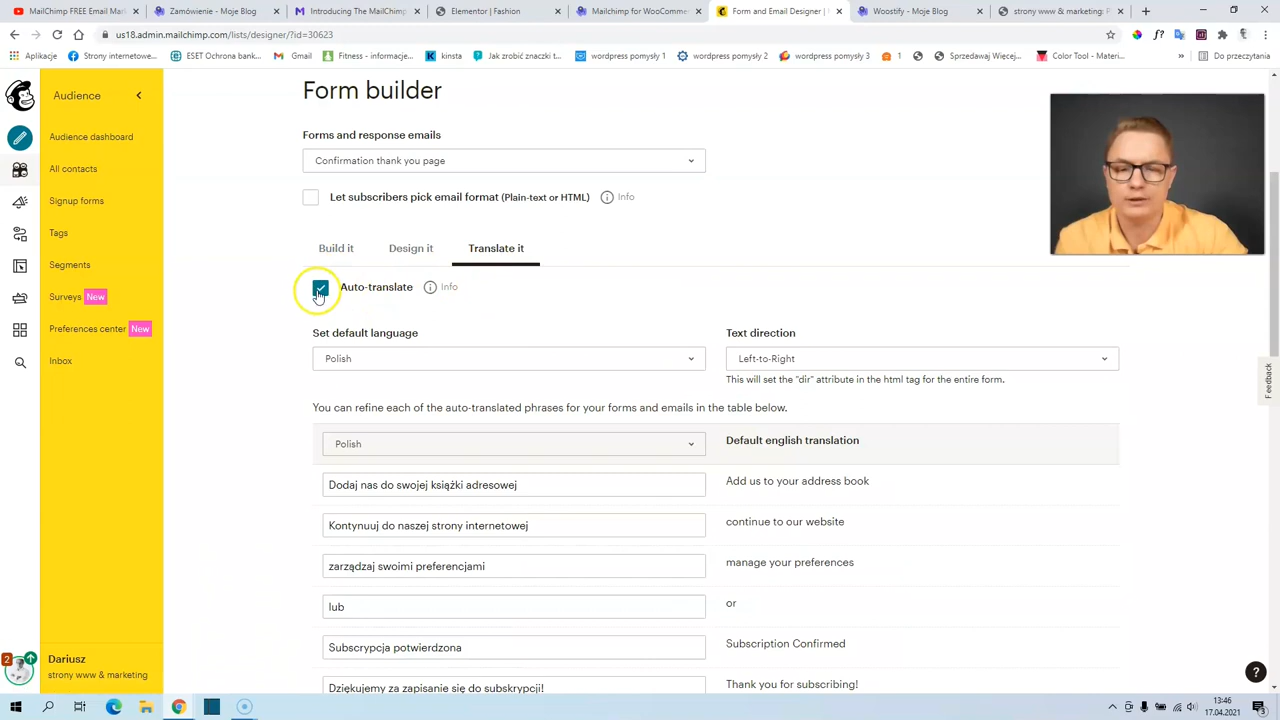 MailChimp FREE Email Mark
Zamówienie - Moje Blog
Introducing The MailChimp
Elementor | Fashion
Mailchimp for WooComme
Form and Email Designer |
Woostify - Moje Blog
strony www & marketing: P
us18.admin.mailchimp.com/lists/designer/?id=30623
Aplikacje
Strony internetowe...
ESET Ochrona bank...
Gmail
Fitness - informacj...
kinsta
Jak zrobić znaczki t...
wordpress pomysły 1
wordpress pomysły 2
wordpress pomysły 3
1
Sprzedawaj Więcej,...
Color Tool - Materi...
»
Do przeczytania
Audience
Audience dashboard
All contacts
Signup forms
Tags
Segments
Surveys New
Preferences center New
Inbox
Form builder
Forms and response emails
Confirmation thank you page
Let subscribers pick email format (Plain-text or HTML)
Info
Build it
Design it
Translate it
Auto-translate
Info
Set default language
Text direction
Polish
Left-to-Right
This will set the "dir" attribute in the html tag for the entire form.
You can refine each of the auto-translated phrases for your forms and emails in the table below.
Polish
Default english translation
Dodaj nas do swojej książki adresowej
Add us to your address book
Kontynuuj do naszej strony internetowej
continue to our website
zarządzaj swoimi preferencjami
manage your preferences
lub
or
Subscrypcja potwierdzona
Subscription Confirmed
Dziękujemy za zapisanie się do subskrypcji!
Thank you for subscribing!
Feedback
?
2
Dariusz
strony www & marketing
13:46
17.04.2021
3